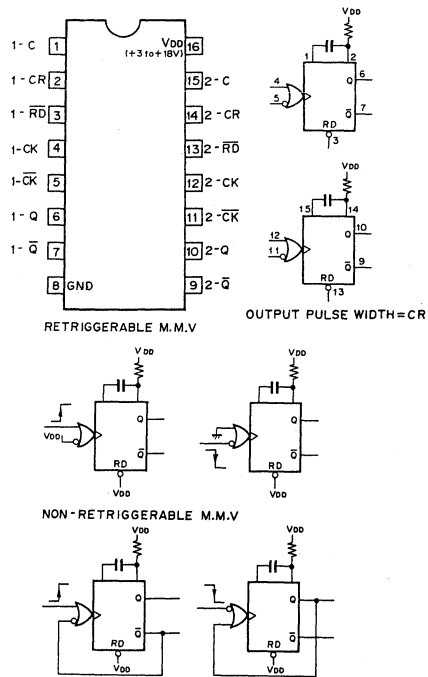 1-C 1 VDD 16
(+3 to +18V)
1-CR 2 15 2-C
1-RD 3 14 2-CR
1-CK 4 13 2-RD
1-CK 5 12 2-CK
1-Q 6 11 2-CK
1-Q 7 10 2-Q
8 GND 9 2-Q
RETRIGGERABLE M.M.V
VDD
1 2
4 Q 6
5 Q 7
RD
3
VDD
15 14
12 Q 10
11 Q 9
RD
13
OUTPUT PULSE WIDTH=CR
VDD
Q
VDD Q
RD
VDD
VDD
Q
Q
RD
VDD
NON-RETRIGGERABLE M.M.V
VDD
Q
Q
RD
VDD
VDD
Q
Q
RD
VDD